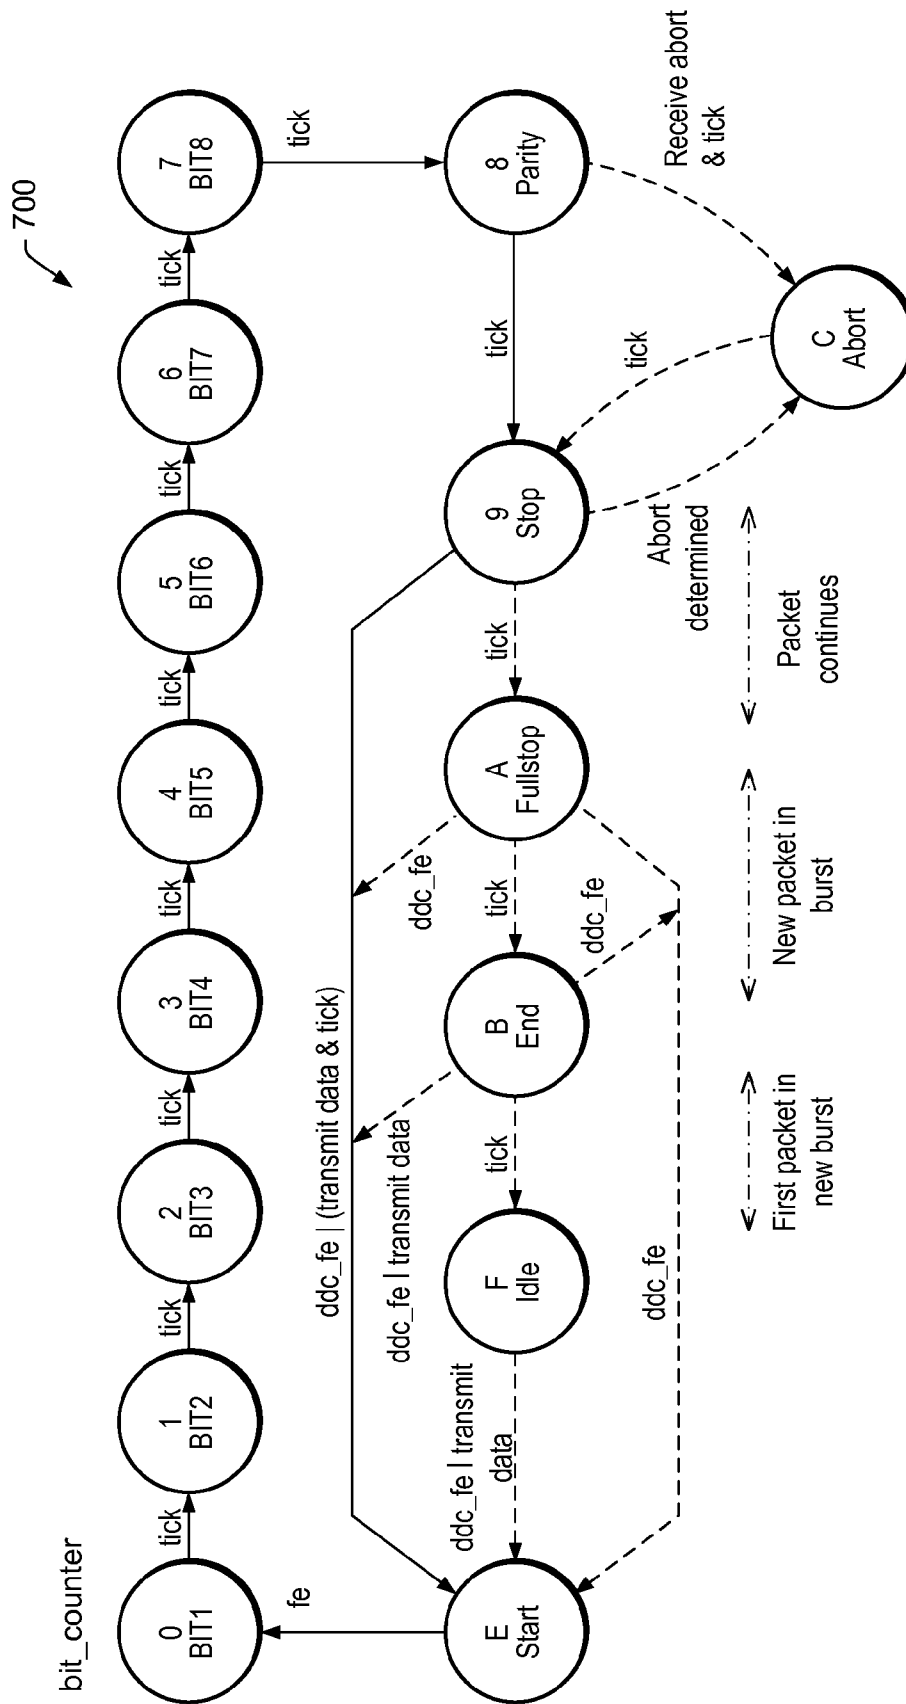 700
bit_counter
0
BIT1
tick
1
BIT2
tick
2
BIT3
tick
3
BIT4
tick
4
BIT5
tick
5
BIT6
tick
6
BIT7
tick
7
BIT8
fe
tick
ddc_fe | (transmit data & tick)
ddc_fe | transmit data
ddc_fe
E
Start
ddc_fe | transmit
data
F
Idle
tick
B
End
tick
A
Fullstop
tick
9
Stop
tick
8
Parity
ddc_fe
ddc_fe
Abort
determined
tick
Receive abort
& tick
C
Abort
First packet in
new burst
New packet in
burst
Packet
continues